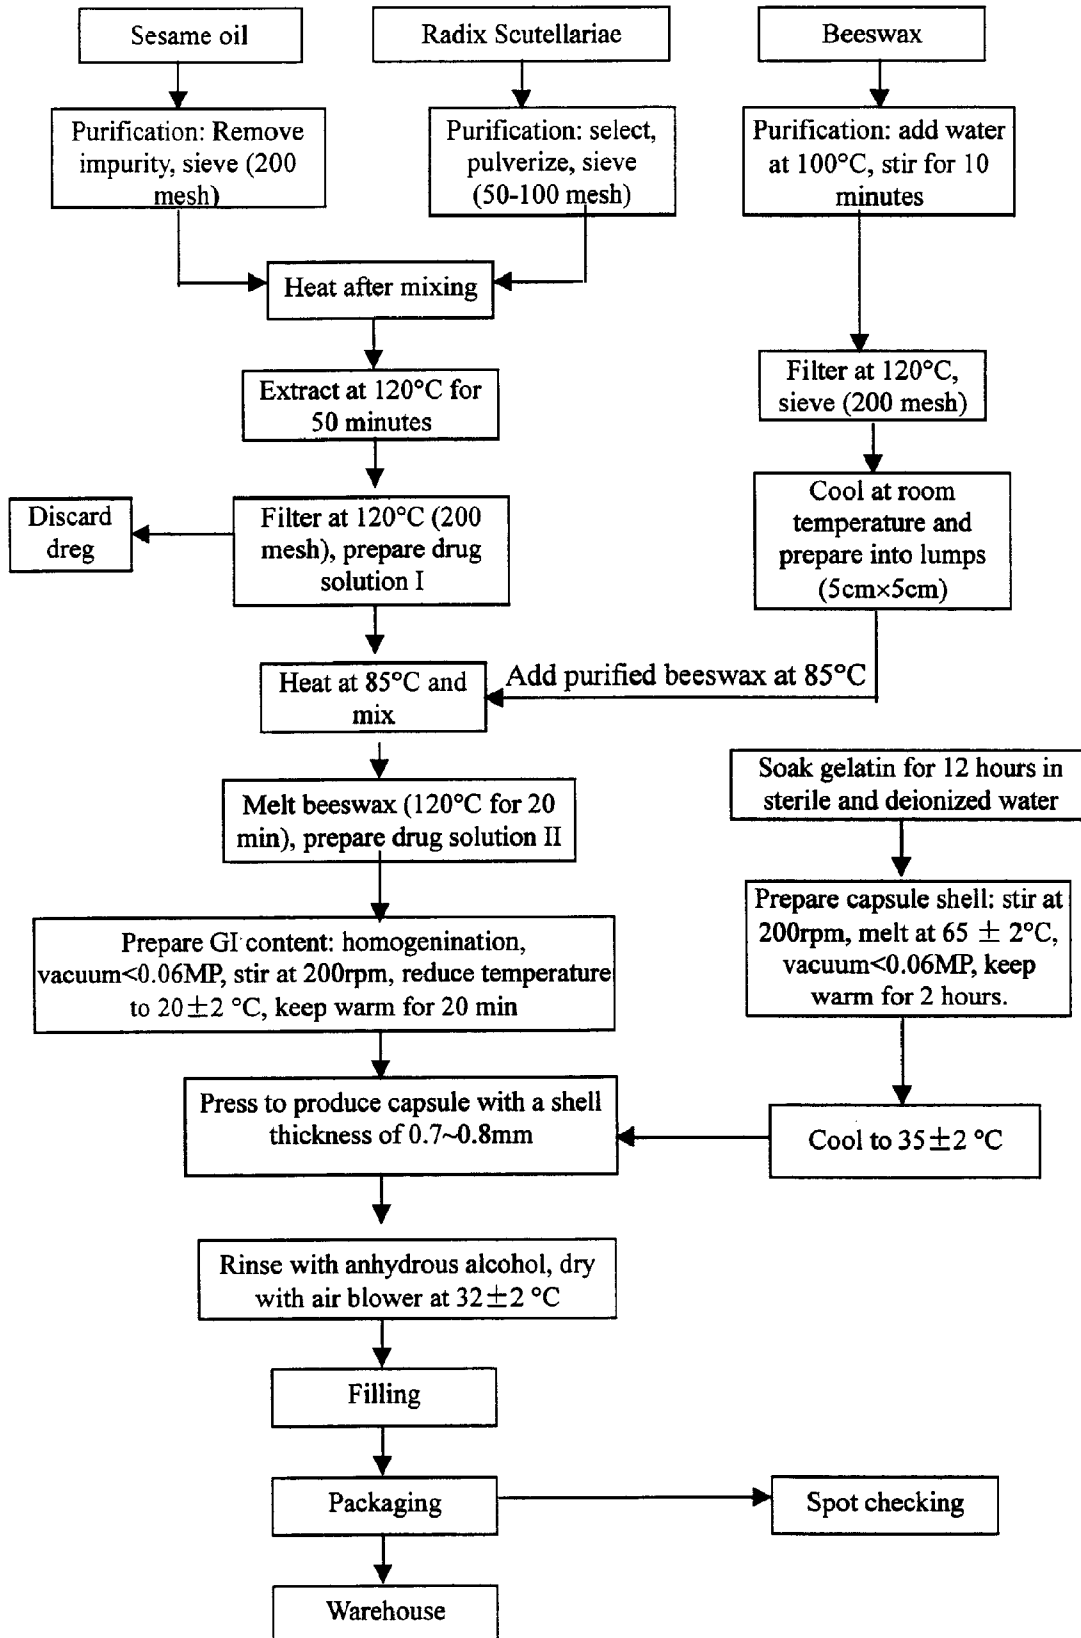 Sesame oil
Radix Scutellariae
Beeswax
Purification: Remove
impurity, sieve (200
mesh)
Purification: select,
pulverize, sieve
(50-100 mesh)
Purification: add water
at 100°C, stir for 10
minutes
Heat after mixing
Extract at 120°C for
50 minutes
Filter at 120°C,
sieve (200 mesh)
Discard
dreg
Filter at 120°C (200
mesh), prepare drug
solution I
Cool at room
temperature and
prepare into lumps
(5cm×5cm)
Heat at 85°C and
mix
Add purified beeswax at 85°C
Melt beeswax (120°C for 20
min), prepare drug solution II
Soak gelatin for 12 hours in
sterile and deionized water
Prepare GI content: homogenination,
vacuum<0.06MP, stir at 200rpm, reduce temperature
to 20±2 °C, keep warm for 20 min
Prepare capsule shell: stir at
200rpm, melt at 65 ± 2°C,
vacuum<0.06MP, keep
warm for 2 hours.
Press to produce capsule with a shell
thickness of 0.7~0.8mm
Cool to 35±2 °C
Rinse with anhydrous alcohol, dry
with air blower at 32±2 °C
Filling
Packaging
Spot checking
Warehouse